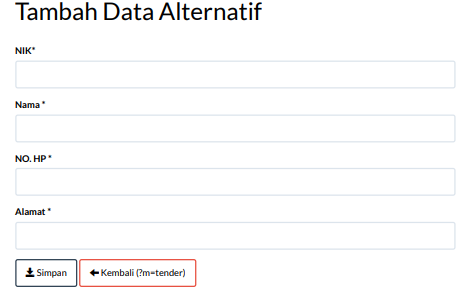 Tambah Data Alternatif
NIK*
Nama *
NO. HP *
Alamat *
Simpan Kembali (?m=tender)